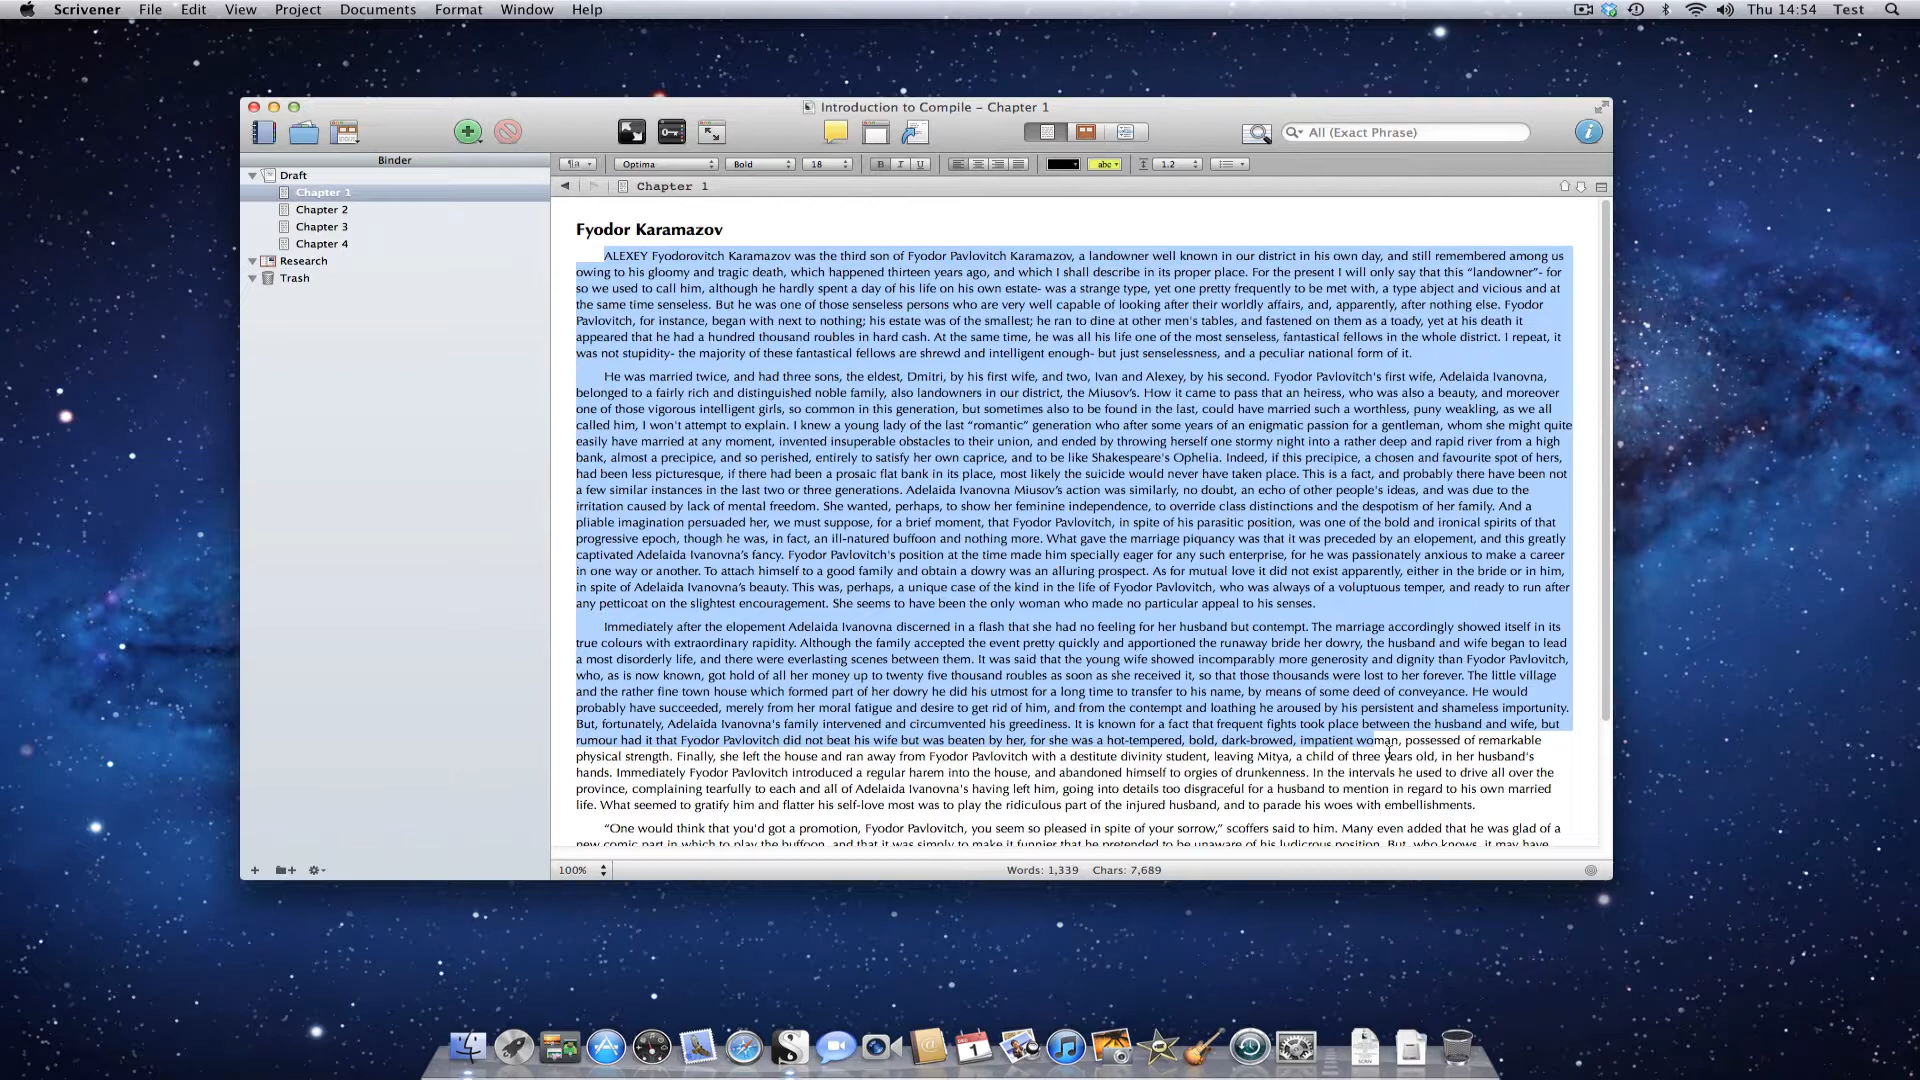 Scrivener File Edit View Project Documents Format Window Help Thu 14:54 Test
Introduction to Compile – Chapter 1
All (Exact Phrase)
Binder
Optima Bold 18 B I U abc 1.2
Draft
Chapter 1
Chapter 2
Chapter 3
Chapter 4
Research
Trash
Chapter 1
Fyodor Karamazov
ALEXEY Fyodorovitch Karamazov was the third son of Fyodor Pavlovitch Karamazov, a landowner well known in our district in his own day, and still remembered among us
owing to his gloomy and tragic death, which happened thirteen years ago, and which I shall describe in its proper place. For the present I will only say that this “landowner”- for
so we used to call him, although he hardly spent a day of his life on his own estate- was a strange type, yet one pretty frequently to be met with, a type abject and vicious and at
the same time senseless. But he was one of those senseless persons who are very well capable of looking after their worldly affairs, and, apparently, after nothing else. Fyodor
Pavlovitch, for instance, began with next to nothing; his estate was of the smallest; he ran to dine at other men's tables, and fastened on them as a toady, yet at his death it
appeared that he had a hundred thousand roubles in hard cash. At the same time, he was all his life one of the most senseless, fantastical fellows in the whole district. I repeat, it
was not stupidity- the majority of these fantastical fellows are shrewd and intelligent enough- but just senselessness, and a peculiar national form of it.
He was married twice, and had three sons, the eldest, Dmitri, by his first wife, and two, Ivan and Alexey, by his second. Fyodor Pavlovitch's first wife, Adelaida Ivanovna,
belonged to a fairly rich and distinguished noble family, also landowners in our district, the Miusov's. How it came to pass that an heiress, who was also a beauty, and moreover
one of those vigorous intelligent girls, so common in this generation, but sometimes also to be found in the last, could have married such a worthless, puny weakling, as we all
called him, I won't attempt to explain. I knew a young lady of the last “romantic” generation who after some years of an enigmatic passion for a gentleman, whom she might quite
easily have married at any moment, invented insuperable obstacles to their union, and ended by throwing herself one stormy night into a rather deep and rapid river from a high
bank, almost a precipice, and so perished, entirely to satisfy her own caprice, and to be like Shakespeare's Ophelia. Indeed, if this precipice, a chosen and favourite spot of hers,
had been less picturesque, if there had been a prosaic flat bank in its place, most likely the suicide would never have taken place. This is a fact, and probably there have been not
a few similar instances in the last two or three generations. Adelaida Ivanovna Miusov's action was similarly, no doubt, an echo of other people's ideas, and was due to the
irritation caused by lack of mental freedom. She wanted, perhaps, to show her feminine independence, to override class distinctions and the despotism of her family. And a
pliable imagination persuaded her, we must suppose, for a brief moment, that Fyodor Pavlovitch, in spite of his parasitic position, was one of the bold and ironical spirits of that
progressive epoch, though he was, in fact, an ill-natured buffoon and nothing more. What gave the marriage piquancy was that it was preceded by an elopement, and this greatly
captivated Adelaida Ivanovna's fancy. Fyodor Pavlovitch's position at the time made him specially eager for any such enterprise, for he was passionately anxious to make a career
in one way or another. To attach himself to a good family and obtain a dowry was an alluring prospect. As for mutual love it did not exist apparently, either in the bride or in him,
in spite of Adelaida Ivanovna's beauty. This was, perhaps, a unique case of the kind in the life of Fyodor Pavlovitch, who was always of a voluptuous temper, and ready to run after
any petticoat on the slightest encouragement. She seems to have been the only woman who made no particular appeal to his senses.
Immediately after the elopement Adelaida Ivanovna discerned in a flash that she had no feeling for her husband but contempt. The marriage accordingly showed itself in its
true colours with extraordinary rapidity. Although the family accepted the event pretty quickly and apportioned the runaway bride her dowry, the husband and wife began to lead
a most disorderly life, and there were everlasting scenes between them. It was said that the young wife showed incomparably more generosity and dignity than Fyodor Pavlovitch,
who, as is now known, got hold of all her money up to twenty five thousand roubles as soon as she received it, so that those thousands were lost to her forever. The little village
and the rather fine town house which formed part of her dowry he did his utmost for a long time to transfer to his name, by means of some deed of conveyance. He would
probably have succeeded, merely from her moral fatigue and desire to get rid of him, and from the contempt and loathing he aroused by his persistent and shameless importunity.
But, fortunately, Adelaida Ivanovna's family intervened and circumvented his greediness. It is known for a fact that frequent fights took place between the husband and wife, but
rumour had it that Fyodor Pavlovitch did not beat his wife but was beaten by her, for she was a hot-tempered, bold, dark-browed, impatient woman, possessed of remarkable
physical strength. Finally, she left the house and ran away from Fyodor Pavlovitch with a destitute divinity student, leaving Mitya, a child of three years old, in her husband's
hands. Immediately Fyodor Pavlovitch introduced a regular harem into the house, and abandoned himself to orgies of drunkenness. In the intervals he used to drive all over the
province, complaining tearfully to each and all of Adelaida Ivanovna's having left him, going into details too disgraceful for a husband to mention in regard to his own married
life. What seemed to gratify him and flatter his self-love most was to play the ridiculous part of the injured husband, and to parade his woes with embellishments.
“One would think that you'd got a promotion, Fyodor Pavlovitch, you seem so pleased in spite of your sorrow,” scoffers said to him. Many even added that he was glad of a
new comic part in which to play the buffoon, and that it was simply to make it funnier that he pretended to be unaware of his ludicrous position. But, who knows, it may have
100% Words: 1,339 Chars: 7,689